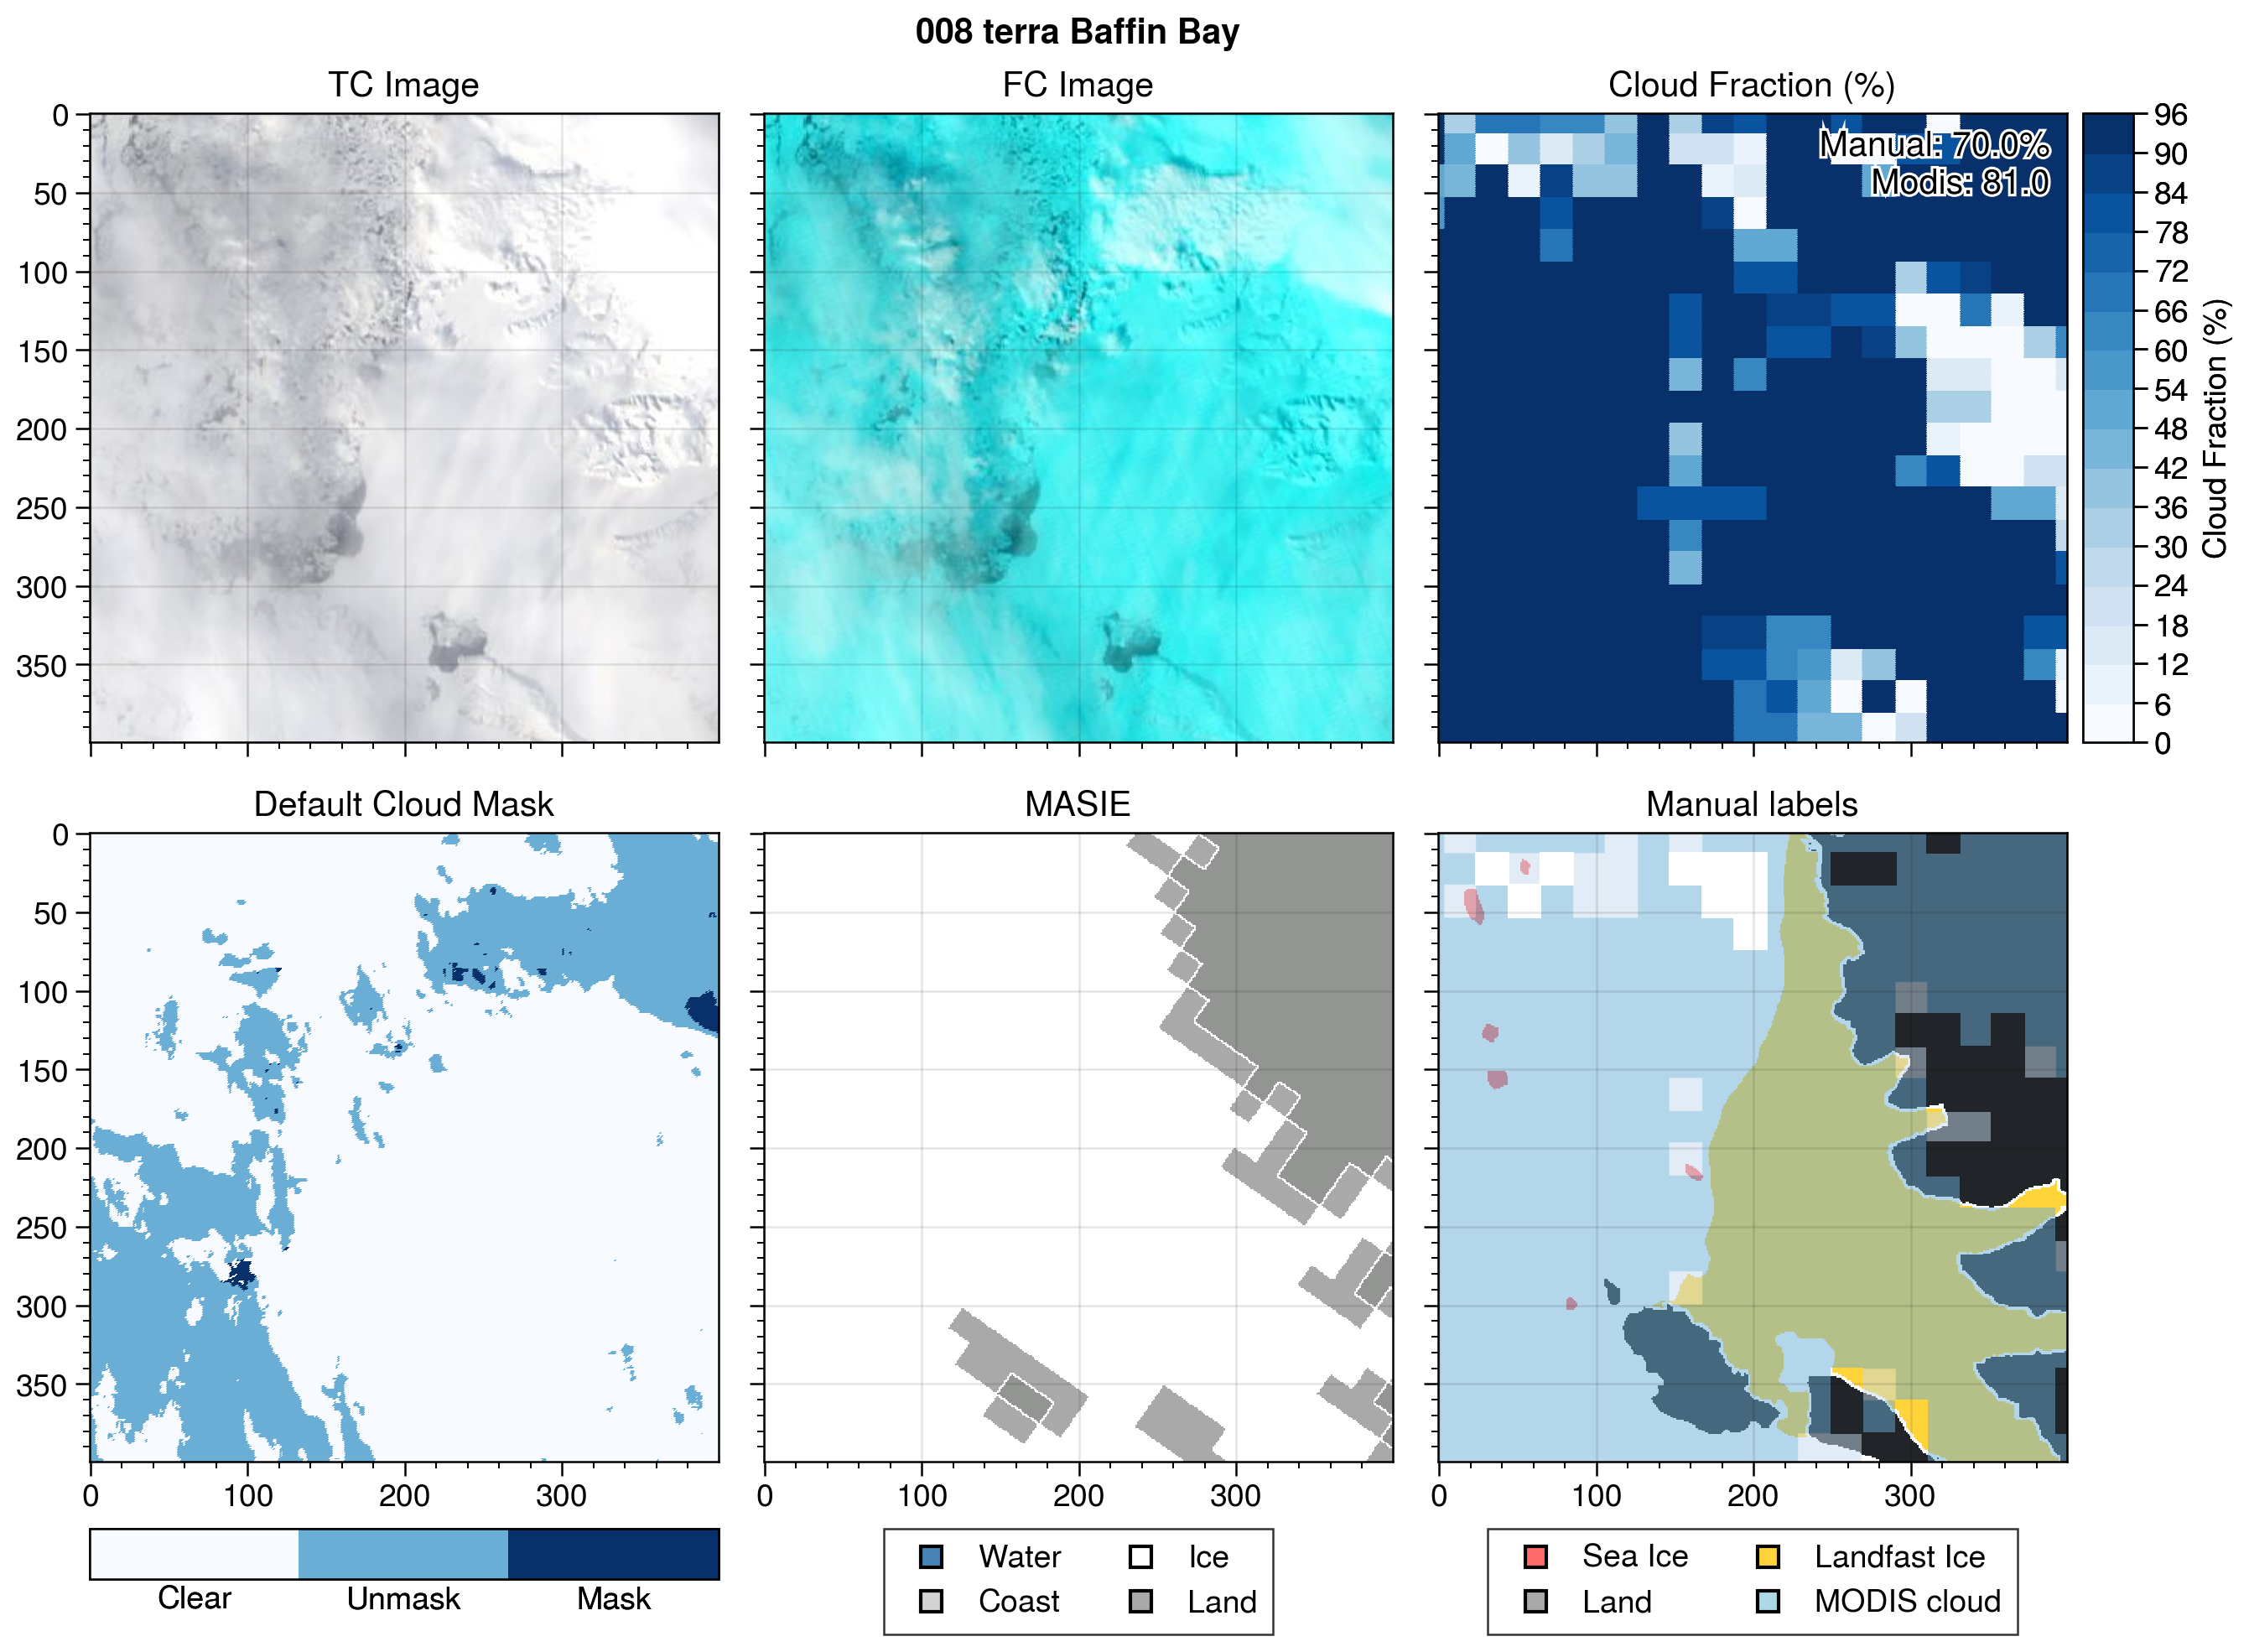 008 terra Baffin Bay
TC Image
FC Image
Cloud Fraction (%)
0
50
100
150
200
250
300
350
Manual: 70.0%
Modis: 81.0
96
90
84
78
72
66
60
54
48
42
36
30
24
18
12
6
0
Cloud Fraction (%)
Default Cloud Mask
MASIE
Manual labels
0
50
100
150
200
250
300
350
0 100 200 300
0 100 200 300
0 100 200 300
Clear Unmask Mask
Water Ice
Coast Land
Sea Ice Landfast Ice
Land MODIS cloud